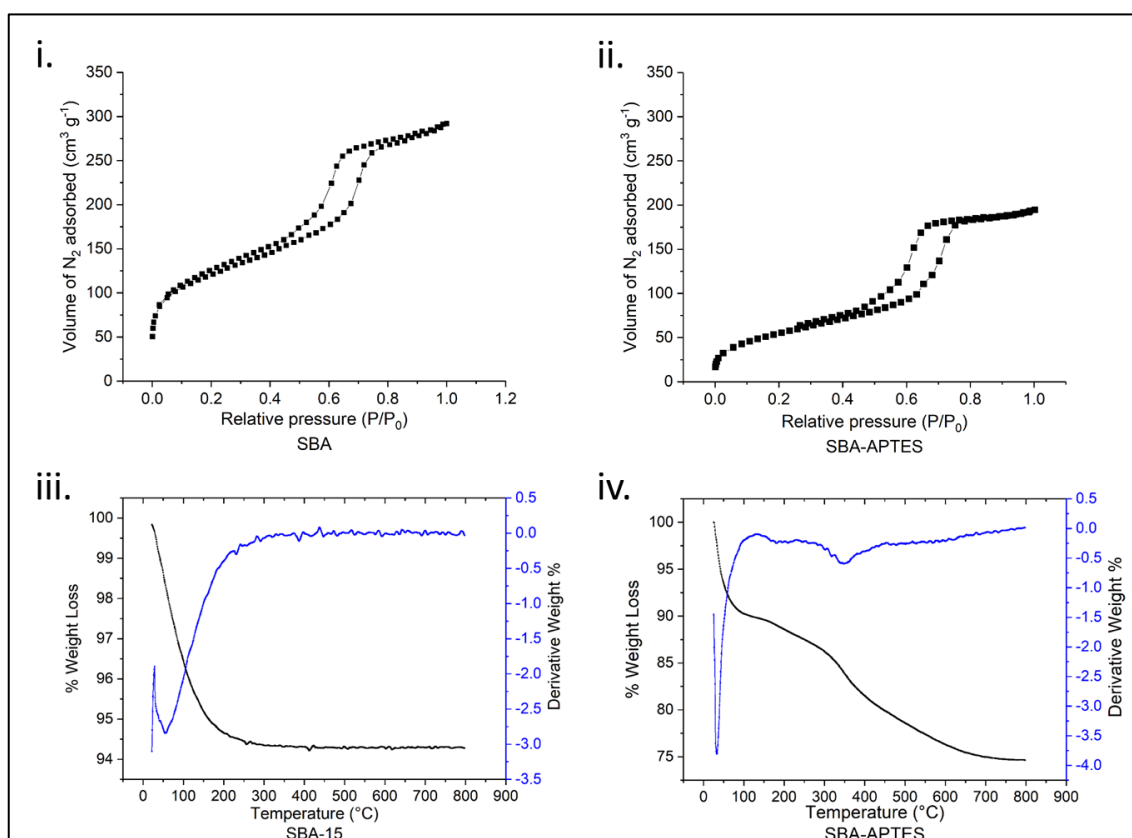 i.
350
300
250
200
150
100
50
0
Volume of N2 adsorbed (cm3 g-1)
0.0 0.2 0.4 0.6 0.8 1.0 1.2
Relative pressure (P/P0)
SBA
ii.
350
300
250
200
150
100
50
0
Volume of N2 adsorbed (cm3 g-1)
0.0 0.2 0.4 0.6 0.8 1.0
Relative pressure (P/P0)
SBA-APTES
iii.
100
99
98
97
96
95
94
% Weight Loss
0.5
0.0
-0.5
-1.0
-1.5
-2.0
-2.5
-3.0
-3.5
Derivative Weight %
0 100 200 300 400 500 600 700 800 900
Temperature (°C)
SBA-15
iv.
100
95
90
85
80
75
% Weight Loss
0.5
0.0
-0.5
-1.0
-1.5
-2.0
-2.5
-3.0
-3.5
-4.0
Derivative Weight %
0 100 200 300 400 500 600 700 800 900
Temperature (°C)
SBA-APTES